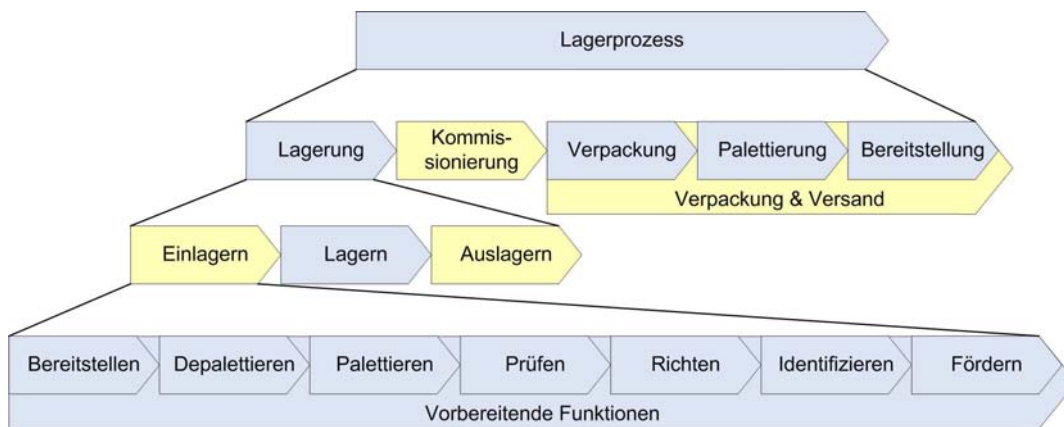 Lagerprozess
Lagerung
Kommis-
sionierung
Verpackung
Palettierung
Bereitstellung
Verpackung & Versand
Einlagern
Lagern
Auslagern
Bereitstellen
Depalettieren
Palettieren
Prüfen
Richten
Identifizieren
Fördern
Vorbereitende Funktionen